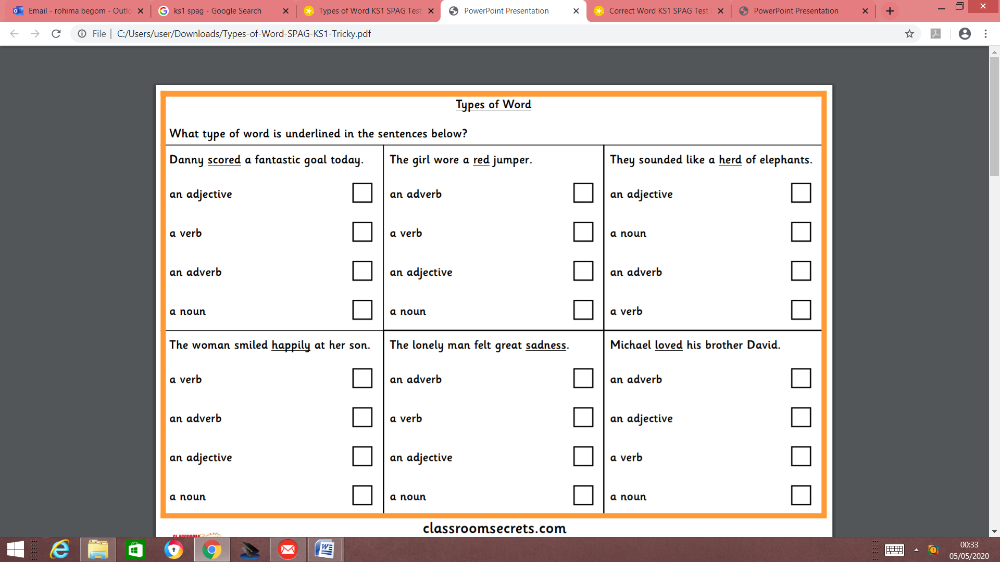 Email - rohima begom - Outlo
ks1 spag - Google Search
Types of Word KS1 SPAG Test
PowerPoint Presentation
Correct Word KS1 SPAG Test
PowerPoint Presentation
File | C:/Users/user/Downloads/Types-of-Word-SPAG-KS1-Tricky.pdf
Types of Word
What type of word is underlined in the sentences below?
Danny scored a fantastic goal today.
an adjective
a verb
an adverb
a noun
The girl wore a red jumper.
an adverb
a verb
an adjective
a noun
They sounded like a herd of elephants.
an adjective
a noun
an adverb
a verb
The woman smiled happily at her son.
a verb
an adverb
an adjective
a noun
The lonely man felt great sadness.
an adverb
a verb
an adjective
a noun
Michael loved his brother David.
an adverb
an adjective
a verb
a noun
classroomsecrets.com
CLASSROOM
00:33
05/05/2020